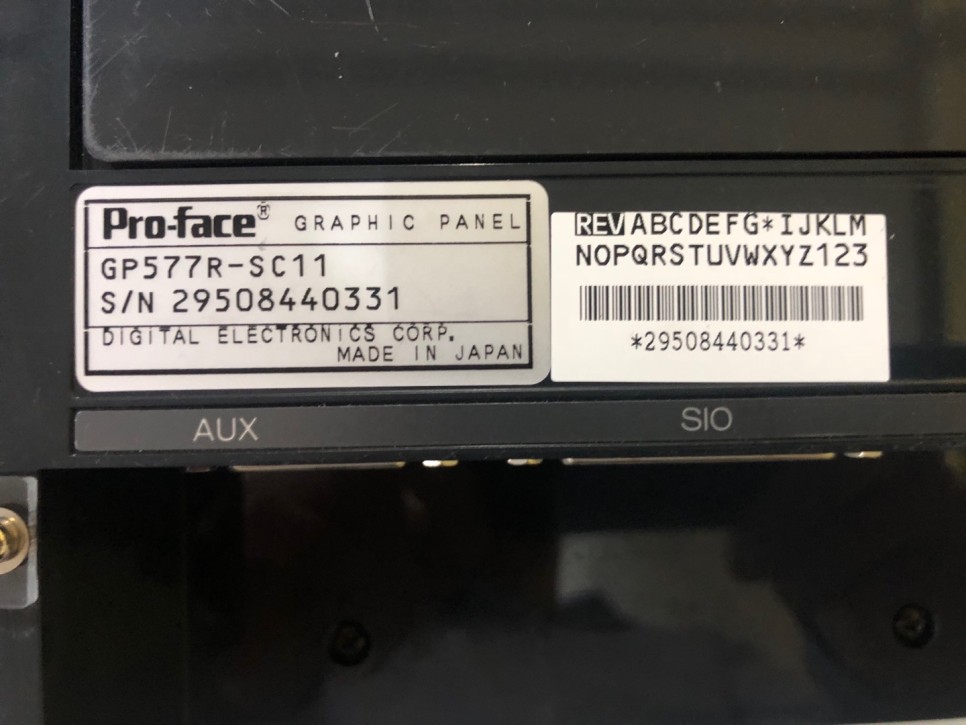 Pro-face® GRAPHIC PANEL
GP577R-SC11
S/N 29508440331
DIGITAL ELECTRONICS CORP.
MADE IN JAPAN
REV ABCDEFG*IJKLM
NOPQRSTUVWXYZ123
*29508440331*
AUX
SIO